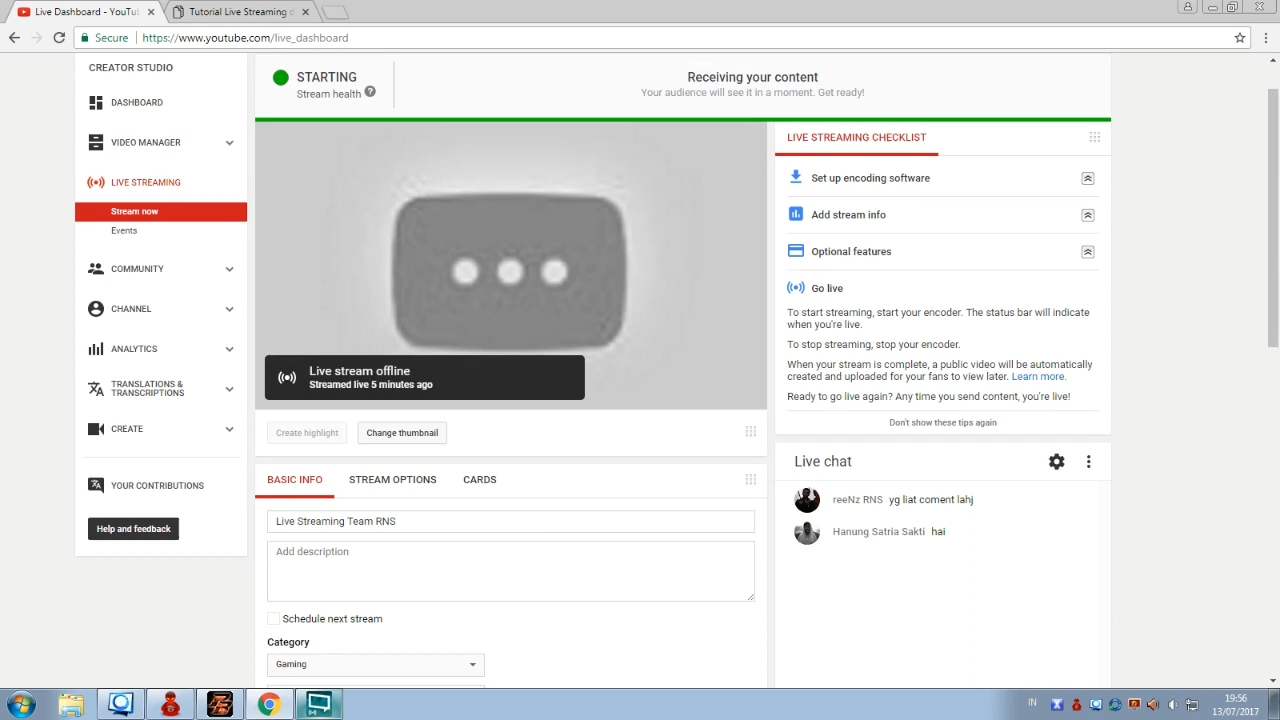 Live Dashboard - YouTu
Tutorial Live Streaming d
Secure
https://www.youtube.com/live_dashboard
CREATOR STUDIO
DASHBOARD
VIDEO MANAGER
LIVE STREAMING
Stream now
Events
COMMUNITY
CHANNEL
ANALYTICS
TRANSLATIONS &
TRANSCRIPTIONS
CREATE
YOUR CONTRIBUTIONS
Help and feedback
STARTING
Stream health ?
Receiving your content
Your audience will see it in a moment. Get ready!
Live stream offline
Streamed live 5 minutes ago
Create highlight
Change thumbnail
BASIC INFO
STREAM OPTIONS
CARDS
Live Streaming Team RNS
Add description
Schedule next stream
Category
Gaming
LIVE STREAMING CHECKLIST
Set up encoding software
Add stream info
Optional features
Go live
To start streaming, start your encoder. The status bar will indicate
when you're live.
To stop streaming, stop your encoder.
When your stream is complete, a public video will be automatically
created and uploaded for your fans to view later. Learn more.
Ready to go live again? Any time you send content, you're live!
Don't show these tips again
Live chat
reeNz RNS yg liat coment lahj
Hanung Satria Sakti hai
IN
19:56
13/07/2017